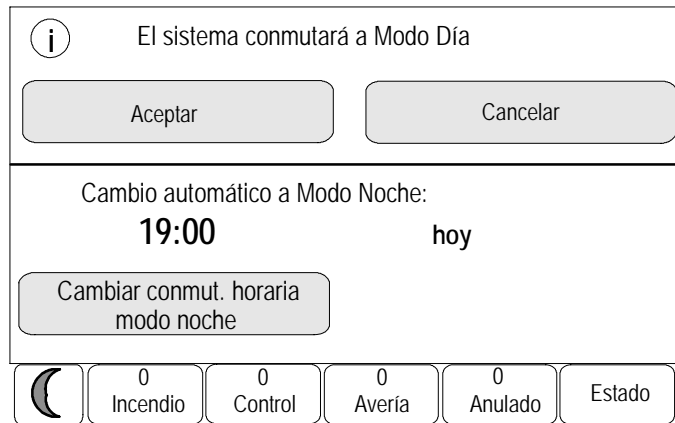 i
El sistema conmutará a Modo Día
Aceptar
Cancelar
Cambio automático a Modo Noche:
19:00 hoy
Cambiar conmut. horaria
modo noche
0
Incendio
0
Control
0
Avería
0
Anulado
Estado